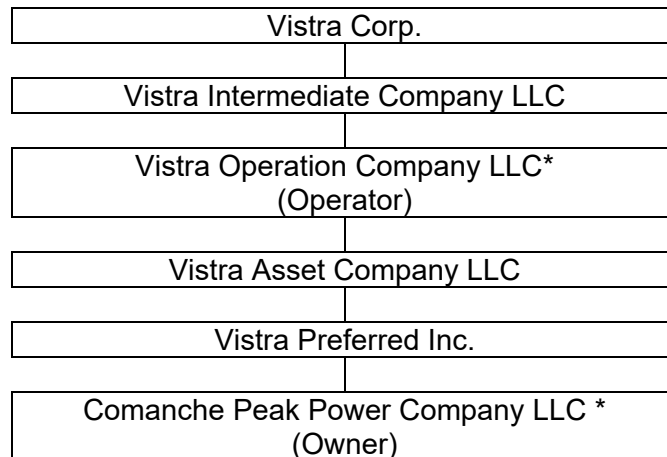 Vistra Corp.
Vistra Intermediate Company LLC
Vistra Operation Company LLC*
(Operator)
Vistra Asset Company LLC
Vistra Preferred Inc.
Comanche Peak Power Company LLC *
(Owner)